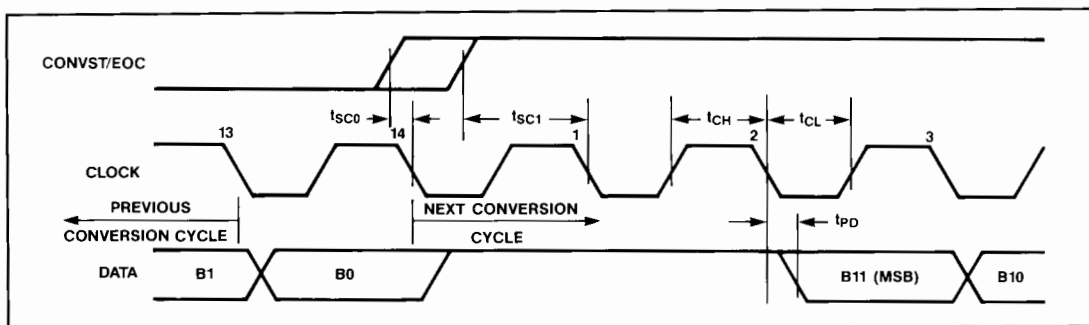 CONVST/EOC
tSC0
tSC1
tCH
tCL
13
14
1
2
3
CLOCK
PREVIOUS
CONVERSION CYCLE
NEXT CONVERSION
CYCLE
tPD
DATA
B1
B0
B11 (MSB)
B10